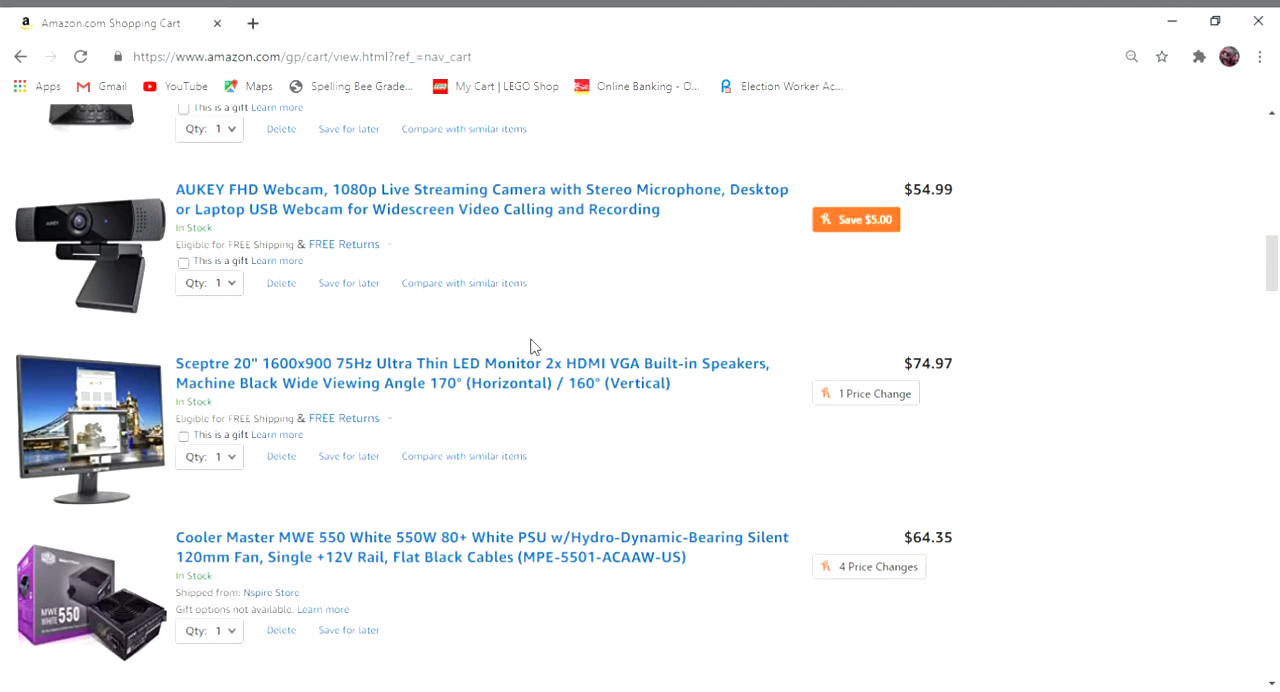 Amazon.com Shopping Cart
https://www.amazon.com/gp/cart/view.html?ref_=nav_cart
Apps Gmail YouTube Maps Spelling Bee Grade... My Cart | LEGO Shop Online Banking - O... Election Worker Ac...
This is a gift Learn more
Qty: 1 Delete Save for later Compare with similar items
AUKEY FHD Webcam, 1080p Live Streaming Camera with Stereo Microphone, Desktop $54.99
or Laptop USB Webcam for Widescreen Video Calling and Recording Save $5.00
In Stock
Eligible for FREE Shipping & FREE Returns
This is a gift Learn more
Qty: 1 Delete Save for later Compare with similar items
Sceptre 20" 1600x900 75Hz Ultra Thin LED Monitor 2x HDMI VGA Built-in Speakers, $74.97
Machine Black Wide Viewing Angle 170° (Horizontal) / 160° (Vertical) 1 Price Change
In Stock
Eligible for FREE Shipping & FREE Returns
This is a gift Learn more
Qty: 1 Delete Save for later Compare with similar items
Cooler Master MWE 550 White 550W 80+ White PSU w/Hydro-Dynamic-Bearing Silent $64.35
120mm Fan, Single +12V Rail, Flat Black Cables (MPE-5501-ACAAW-US) 4 Price Changes
In Stock
Shipped from: Nspire Store
Gift options not available. Learn more
MWE 550
WHITE
Qty: 1 Delete Save for later